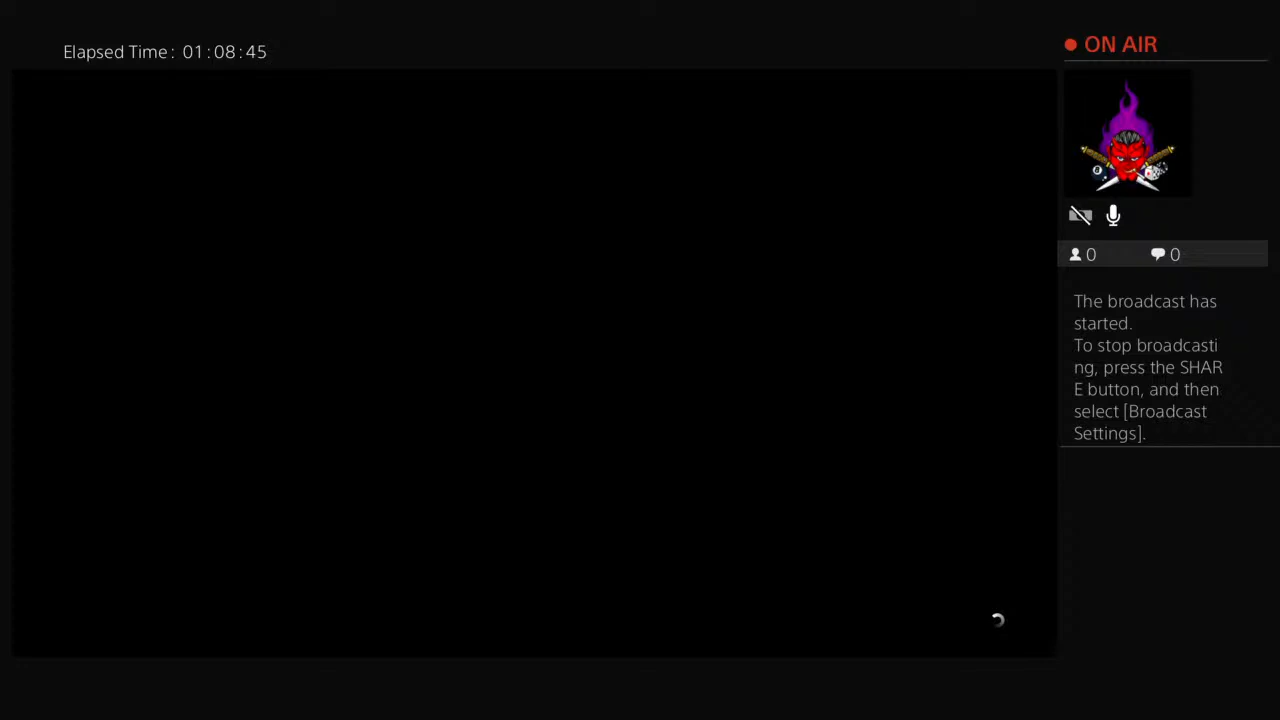 Elapsed Time: 01:08:45
ON AIR
0 0
The broadcast has
started.
To stop broadcasti
ng, press the SHAR
E button, and then
select [Broadcast
Settings].